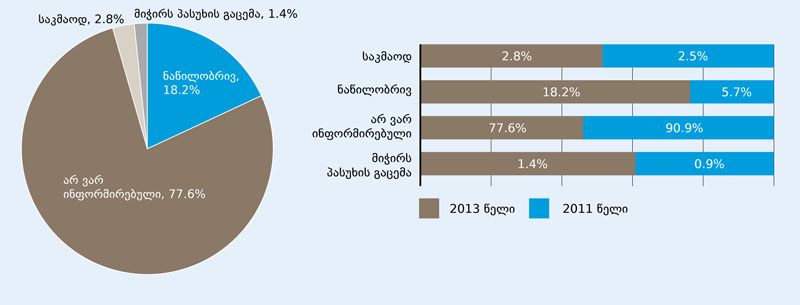 საკმაოდ, 2.8%
მიჭირს პასუხის გაცემა, 1.4%
ნაწილობრივ,
18.2%
არ ვარ
ინფორმირებული, 77.6%
საკმაოდ
2.8%
2.5%
ნაწილობრივ
18.2%
5.7%
არ ვარ
ინფორმირებული
77.6%
90.9%
მიჭირს
პასუხის გაცემა
1.4%
0.9%
2013 წელი
2011 წელი